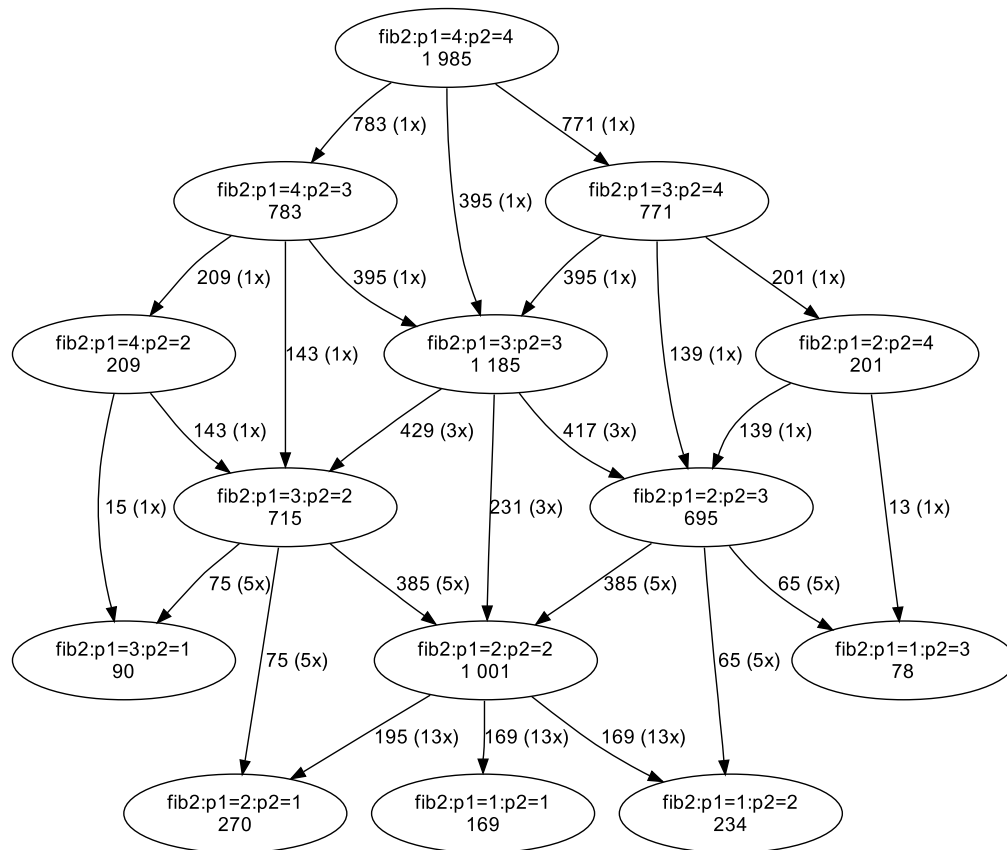 fib2:p1=4:p2=4
1 985
783 (1x)
771 (1x)
fib2:p1=4:p2=3
783
395 (1x)
fib2:p1=3:p2=4
771
209 (1x)
395 (1x)
395 (1x)
201 (1x)
fib2:p1=4:p2=2
209
143 (1x)
fib2:p1=3:p2=3
1 185
139 (1x)
fib2:p1=2:p2=4
201
143 (1x)
429 (3x)
417 (3x)
139 (1x)
15 (1x)
fib2:p1=3:p2=2
715
231 (3x)
fib2:p1=2:p2=3
695
13 (1x)
75 (5x)
385 (5x)
385 (5x)
65 (5x)
fib2:p1=3:p2=1
90
75 (5x)
fib2:p1=2:p2=2
1 001
65 (5x)
fib2:p1=1:p2=3
78
195 (13x)
169 (13x)
169 (13x)
fib2:p1=2:p2=1
270
fib2:p1=1:p2=1
169
fib2:p1=1:p2=2
234